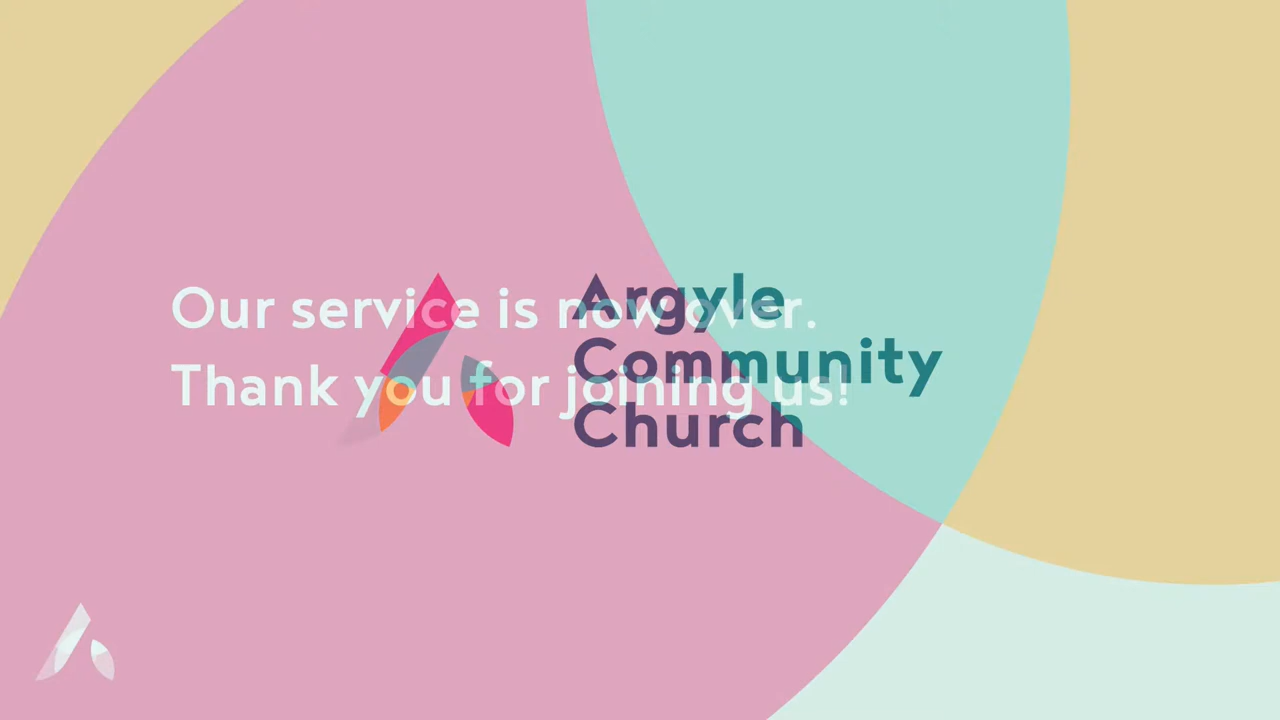 Our service is now over.
Thank you for joining us!
Argyle
Community
Church